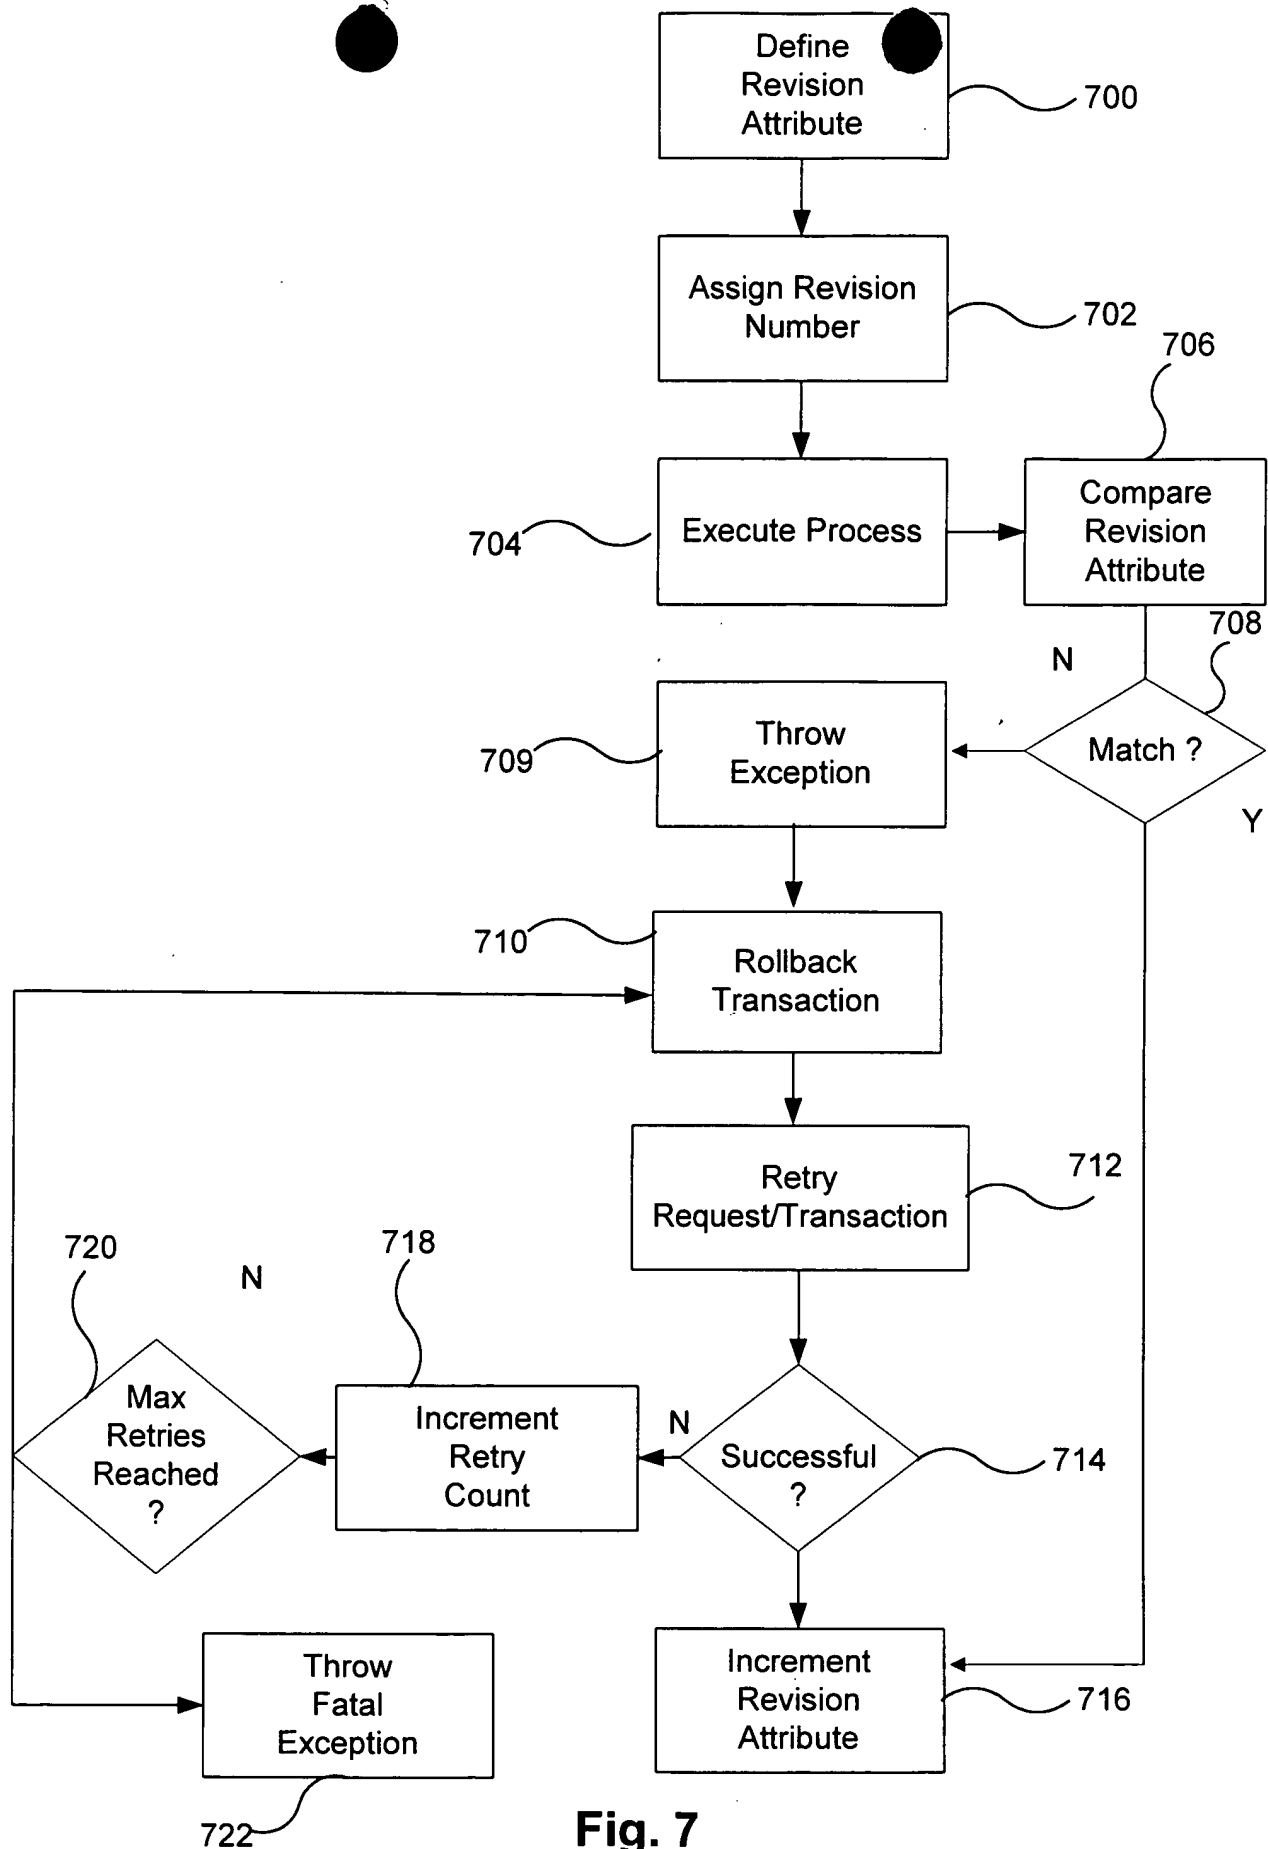 Define
Revision
Attribute
700
Assign Revision
Number
702
706
Execute Process
704
Compare
Revision
Attribute
708
N
Match ?
Y
Throw
Exception
709
710
Rollback
Transaction
712
Retry
Request/Transaction
720
N
718
Max
Retries
Reached
?
Increment
Retry
Count
N
Successful
?
714
Throw
Fatal
Exception
722
Increment
Revision
Attribute
716
Fig. 7